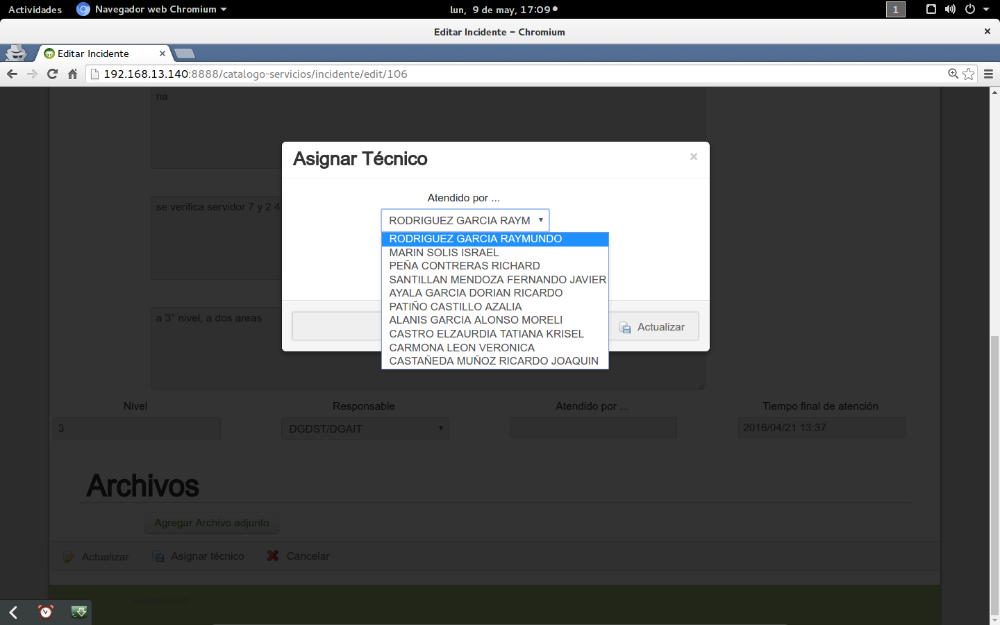 Actividades Navegador web Chromium lun, 9 de may, 17:09 1
Editar Incidente – Chromium
Editar Incidente
192.168.13.140:8888/catalogo-servicios/incidente/edit/106
na
Asignar Técnico
Atendido por ...
RODRIGUEZ GARCIA RAYM
RODRIGUEZ GARCIA RAYMUNDO
MARIN SOLIS ISRAEL
PEÑA CONTRERAS RICHARD
SANTILLAN MENDOZA FERNANDO JAVIER
AYALA GARCIA DORIAN RICARDO
PATIÑO CASTILLO AZALIA
ALANIS GARCIA ALONSO MORELI
CASTRO ELZAURDIA TATIANA KRISEL
CARMONA LEON VERONICA
CASTAÑEDA MUÑOZ RICARDO JOAQUIN
Actualizar
se verifica servidor 7 y 2 4
a 3° nivel, a dos areas
Nivel Responsable Atendido por ... Tiempo final de atención
3 DGDST/DGAIT 2016/04/21 13:37
Archivos
Agregar Archivo adjunto
Actualizar Asignar técnico Cancelar